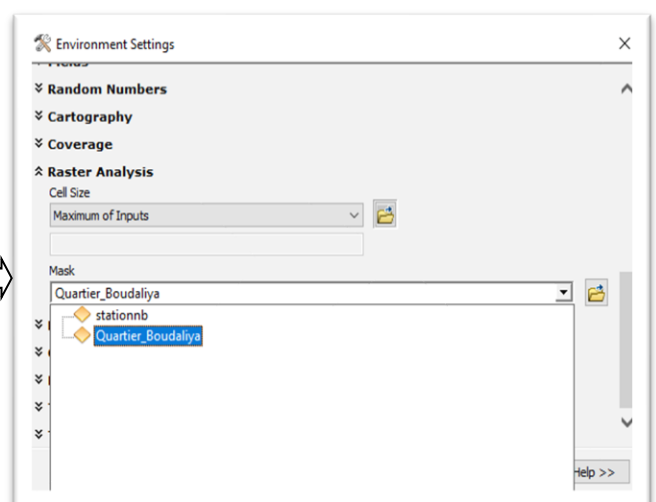 Environment Settings
Random Numbers
Cartography
Coverage
Raster Analysis
Cell Size
Maximum of Inputs
Mask
Quartier_Boudaliya
stationnb
Quartier_Boudaliya
Help >>